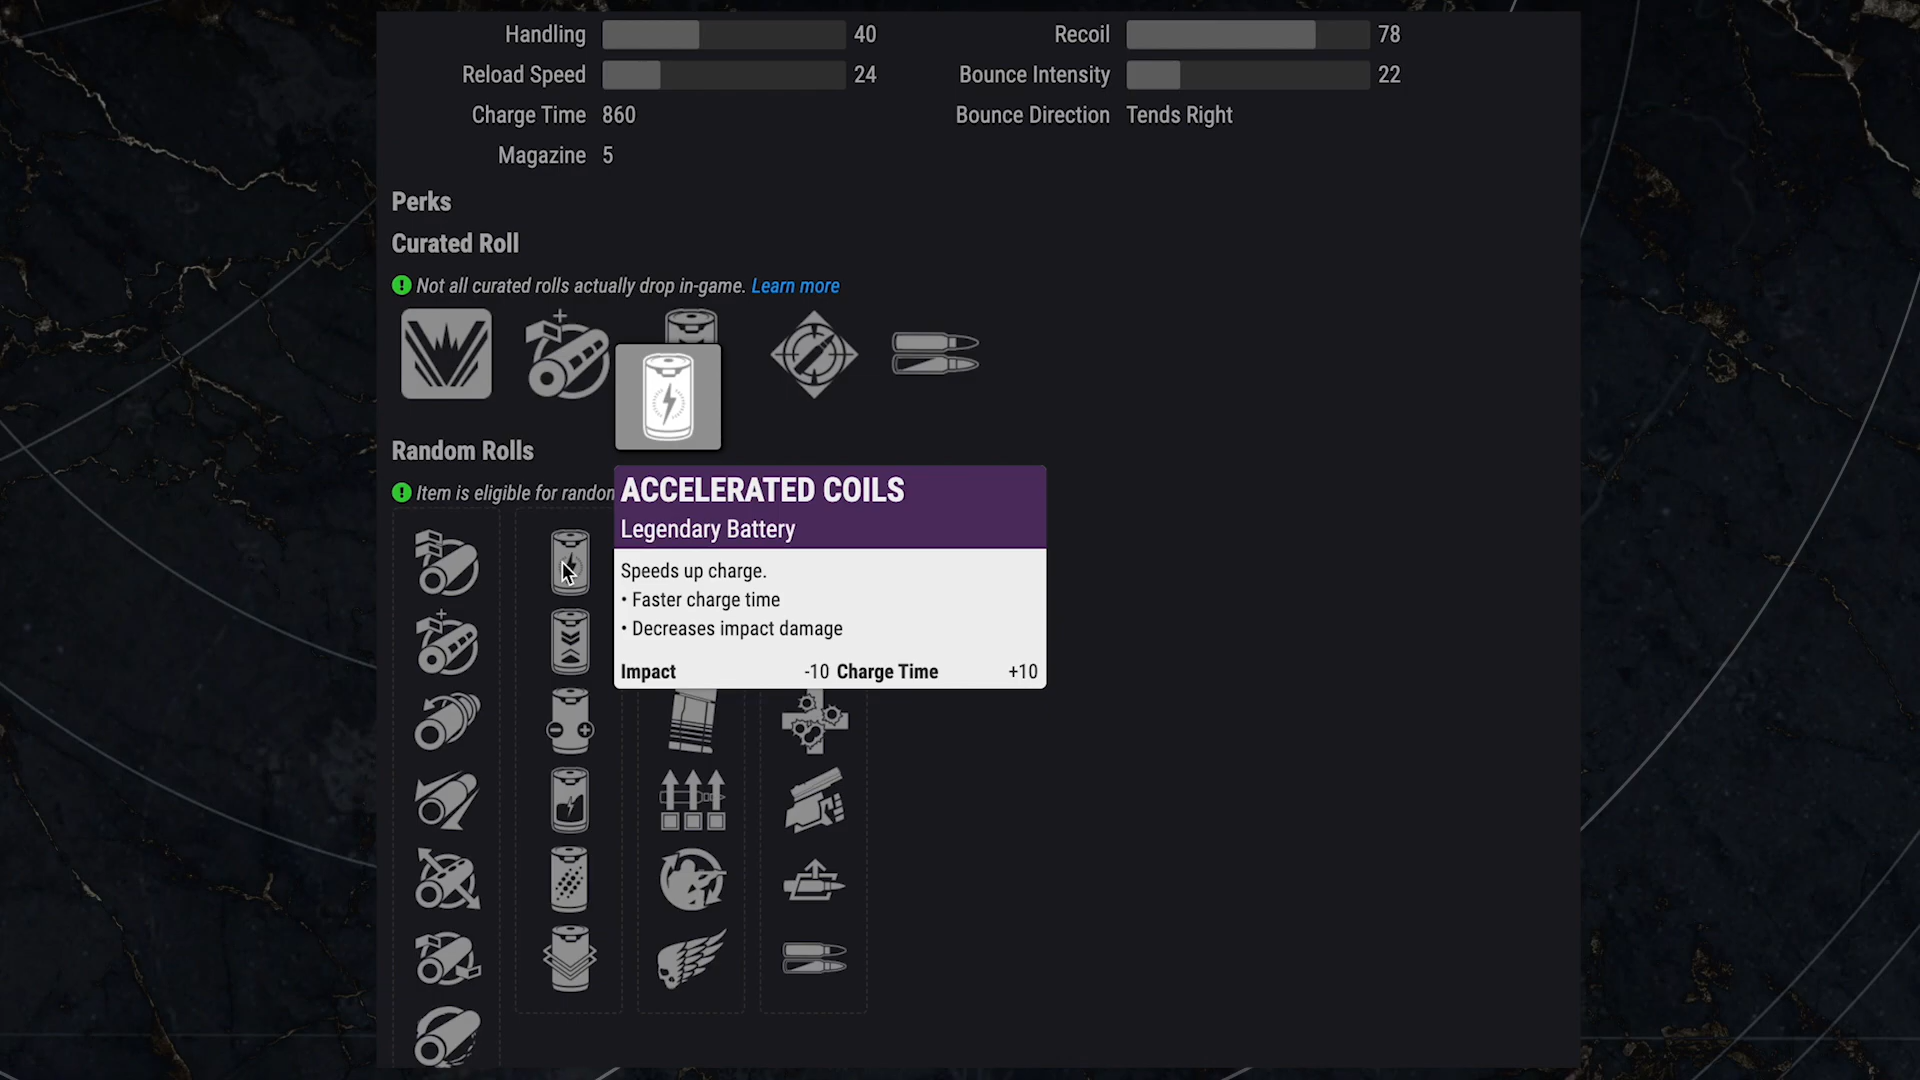 Handling 40 Recoil 78
Reload Speed 24 Bounce Intensity 22
Charge Time 860 Bounce Direction Tends Right
Magazine 5
Perks
Curated Roll
Not all curated rolls actually drop in-game. Learn more
Random Rolls
Item is eligible for random
ACCELERATED COILS
Legendary Battery
Speeds up charge.
• Faster charge time
• Decreases impact damage
Impact -10 Charge Time +10